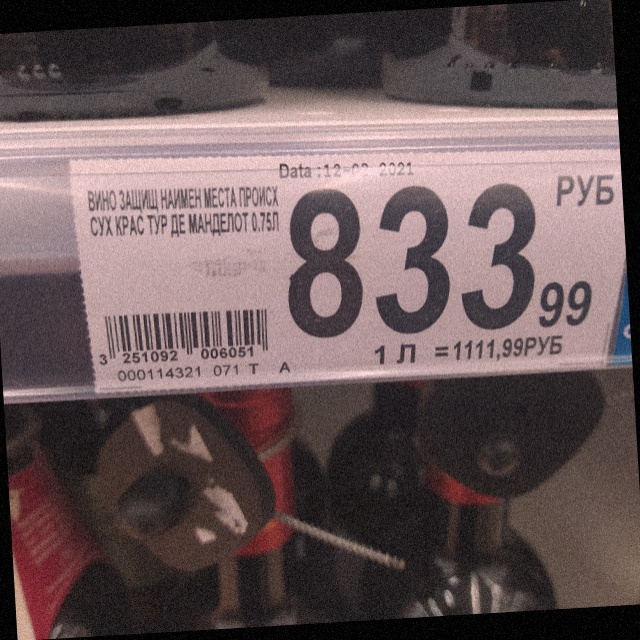 Data :12-02-2021
ВИНО ЗАЩИЩ НАИМЕН МЕСТА ПРОИСХ
СУХ КРАС ТУР ДЕ МАНДЕЛОТ 0.75Л
833 99 РУБ
1 Л =1111,99РУБ
3 251092 006051
000114321 071 Т А